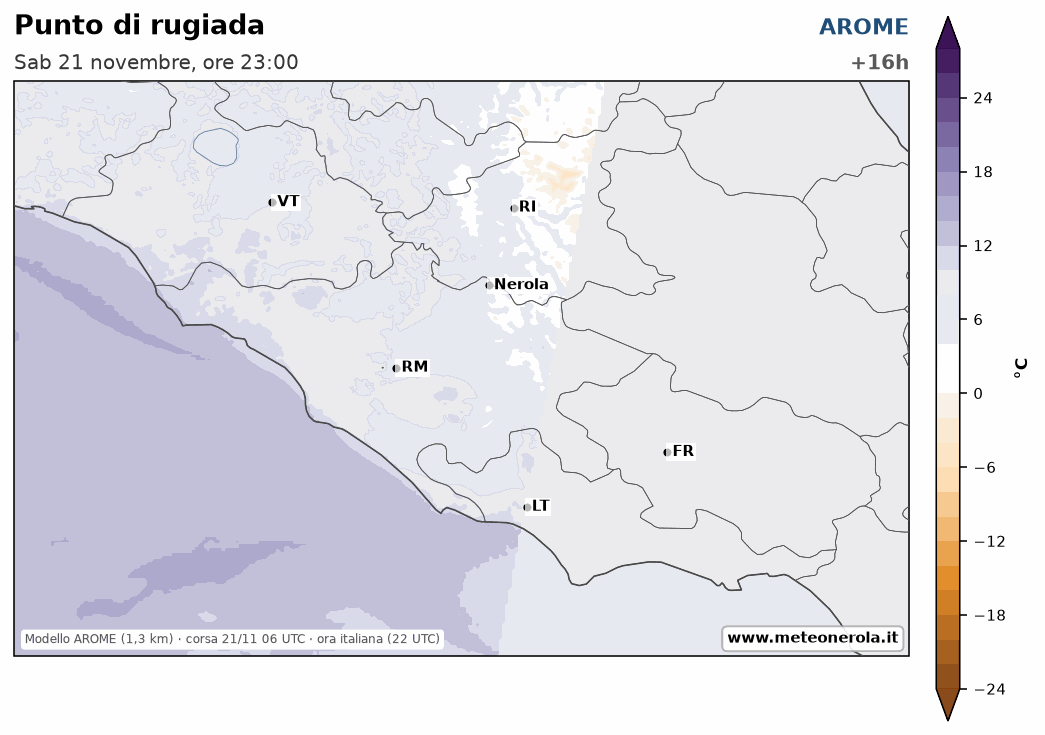 Punto di rugiada
AROME
Sab 21 novembre, ore 23:00
+16h
24
18
12
6
0
−6
−12
−18
−24
°C
VT
RI
Nerola
RM
FR
LT
Modello AROME (1,3 km) · corsa 21/11 06 UTC · ora italiana (22 UTC)
www.meteonerola.it